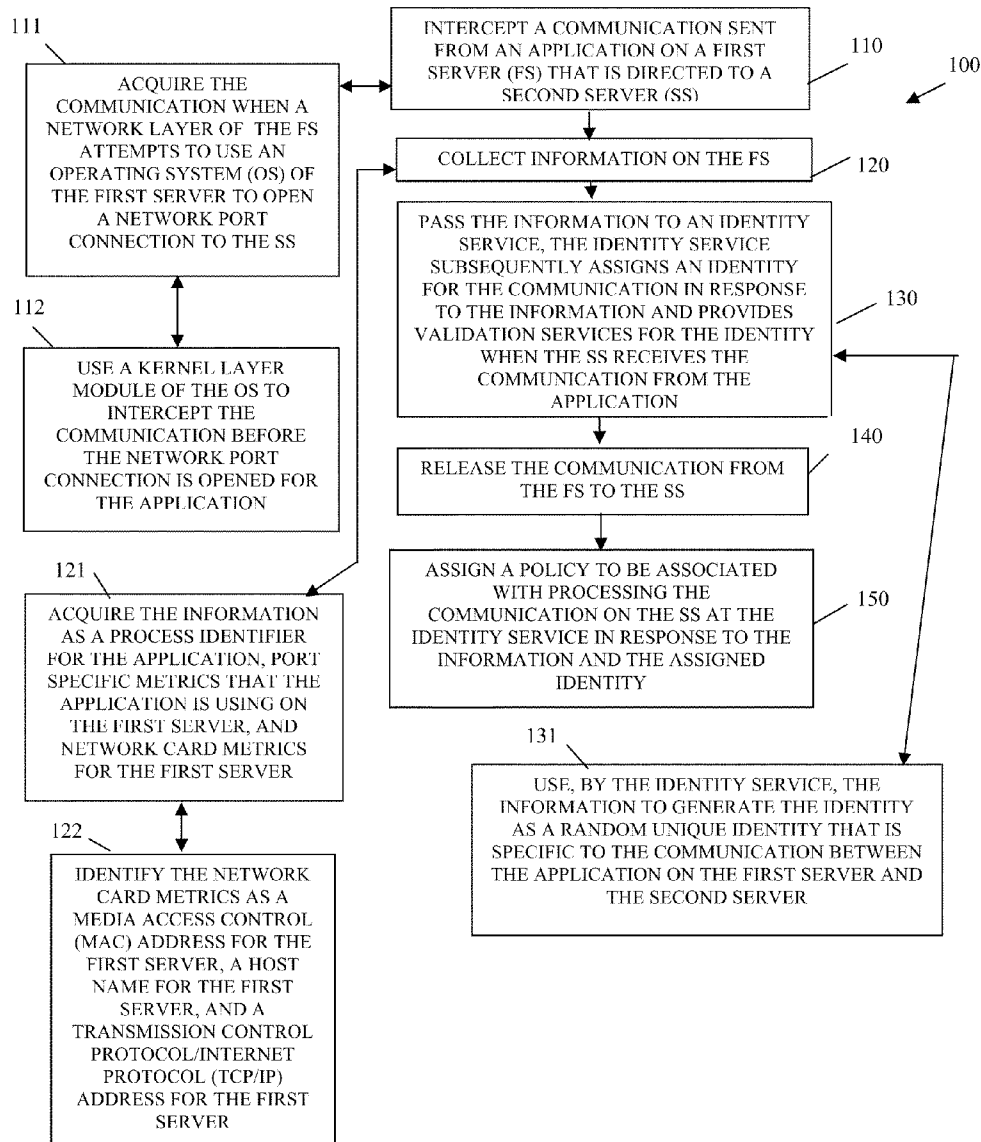 111
ACQUIRE THE
COMMUNICATION WHEN A
NETWORK LAYER OF THE FS
ATTEMPTS TO USE AN
OPERATING SYSTEM (OS) OF
THE FIRST SERVER TO OPEN
A NETWORK PORT
CONNECTION TO THE SS
112
USE A KERNEL LAYER
MODULE OF THE OS TO
INTERCEPT THE
COMMUNICATION BEFORE
THE NETWORK PORT
CONNECTION IS OPENED FOR
THE APPLICATION
121
ACQUIRE THE INFORMATION
AS A PROCESS IDENTIFIER
FOR THE APPLICATION, PORT
SPECIFIC METRICS THAT THE
APPLICATION IS USING ON
THE FIRST SERVER, AND
NETWORK CARD METRICS
FOR THE FIRST SERVER
122
IDENTIFY THE NETWORK
CARD METRICS AS A
MEDIA ACCESS CONTROL
(MAC) ADDRESS FOR THE
FIRST SERVER, A HOST
NAME FOR THE FIRST
SERVER, AND A
TRANSMISSION CONTROL
PROTOCOL/INTERNET
PROTOCOL (TCP/IP)
ADDRESS FOR THE FIRST
SERVER
INTERCEPT A COMMUNICATION SENT
FROM AN APPLICATION ON A FIRST
SERVER (FS) THAT IS DIRECTED TO A
SECOND SERVER (SS)
110
100
COLLECT INFORMATION ON THE FS
120
PASS THE INFORMATION TO AN IDENTITY
SERVICE, THE IDENTITY SERVICE
SUBSEQUENTLY ASSIGNS AN IDENTITY
FOR THE COMMUNICATION IN RESPONSE
TO THE INFORMATION AND PROVIDES
VALIDATION SERVICES FOR THE IDENTITY
WHEN THE SS RECEIVES THE
COMMUNICATION FROM THE
APPLICATION
130
RELEASE THE COMMUNICATION FROM
THE FS TO THE SS
140
ASSIGN A POLICY TO BE ASSOCIATED
WITH PROCESSING THE
COMMUNICATION ON THE SS AT THE
IDENTITY SERVICE IN RESPONSE TO THE
INFORMATION AND THE ASSIGNED
IDENTITY
150
131
USE, BY THE IDENTITY SERVICE, THE
INFORMATION TO GENERATE THE IDENTITY
AS A RANDOM UNIQUE IDENTITY THAT IS
SPECIFIC TO THE COMMUNICATION BETWEEN
THE APPLICATION ON THE FIRST SERVER AND
THE SECOND SERVER